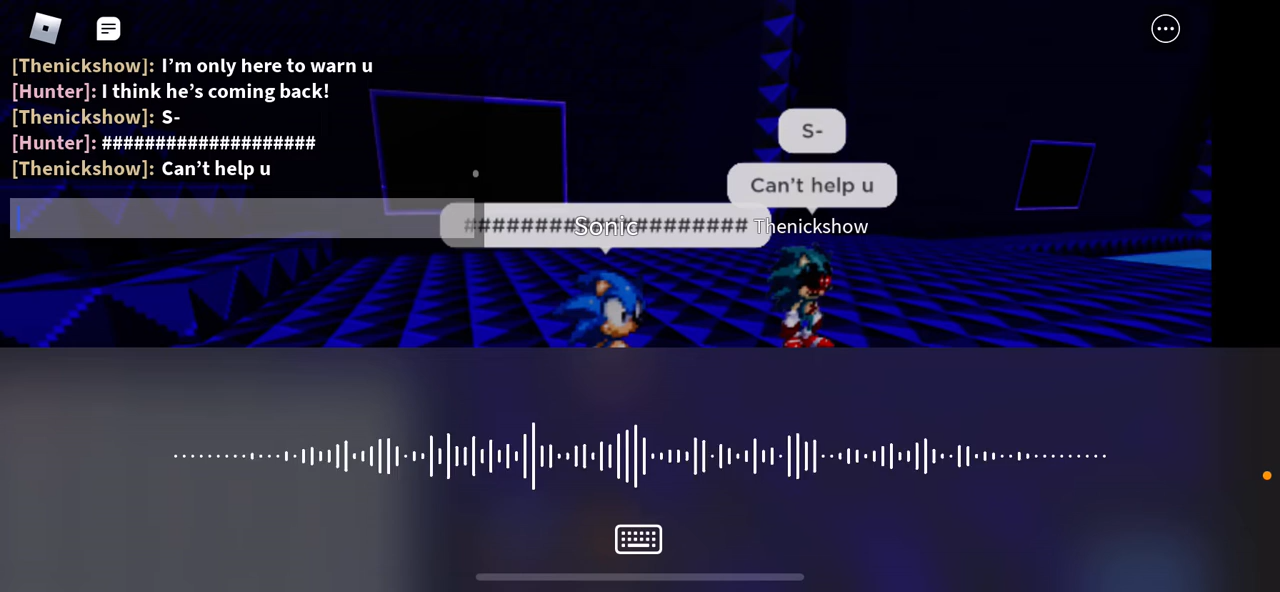 [Thenickshow]: I'm only here to warn u
[Hunter]: I think he's coming back!
[Thenickshow]: S-
[Hunter]: ####################
[Thenickshow]: Can't help u
S-
Can't help u
####################
Sonic
Thenickshow